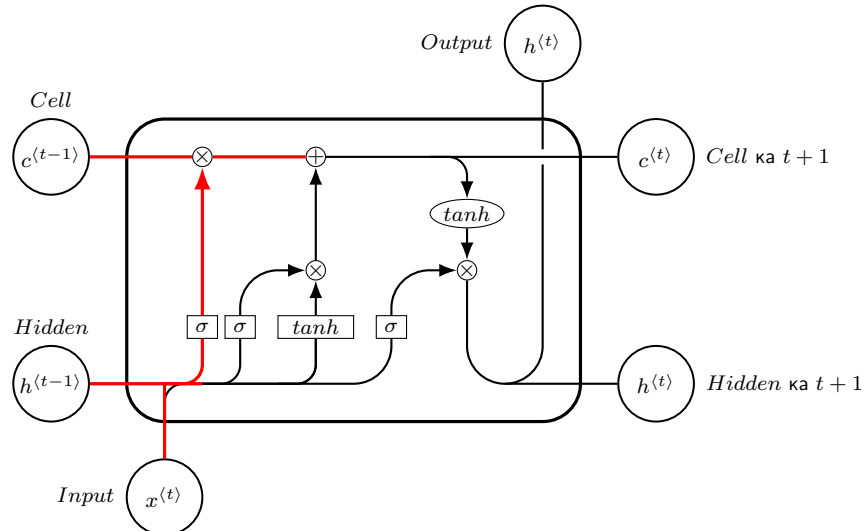 Output
h⟨t⟩
Cell
c⟨t−1⟩
×
+
c⟨t⟩
Cell ка t + 1
tanh
×
×
σ
σ
tanh
σ
Hidden
h⟨t−1⟩
h⟨t⟩
Hidden ка t + 1
Input
x⟨t⟩